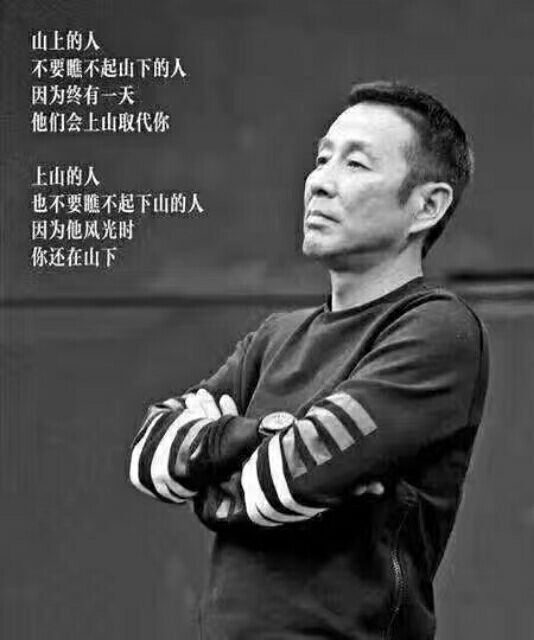 山上的人
不要瞧不起山下的人
因为终有一天
他们会上山取代你
上山的人
也不要瞧不起下山的人
因为他风光时
你还在山下